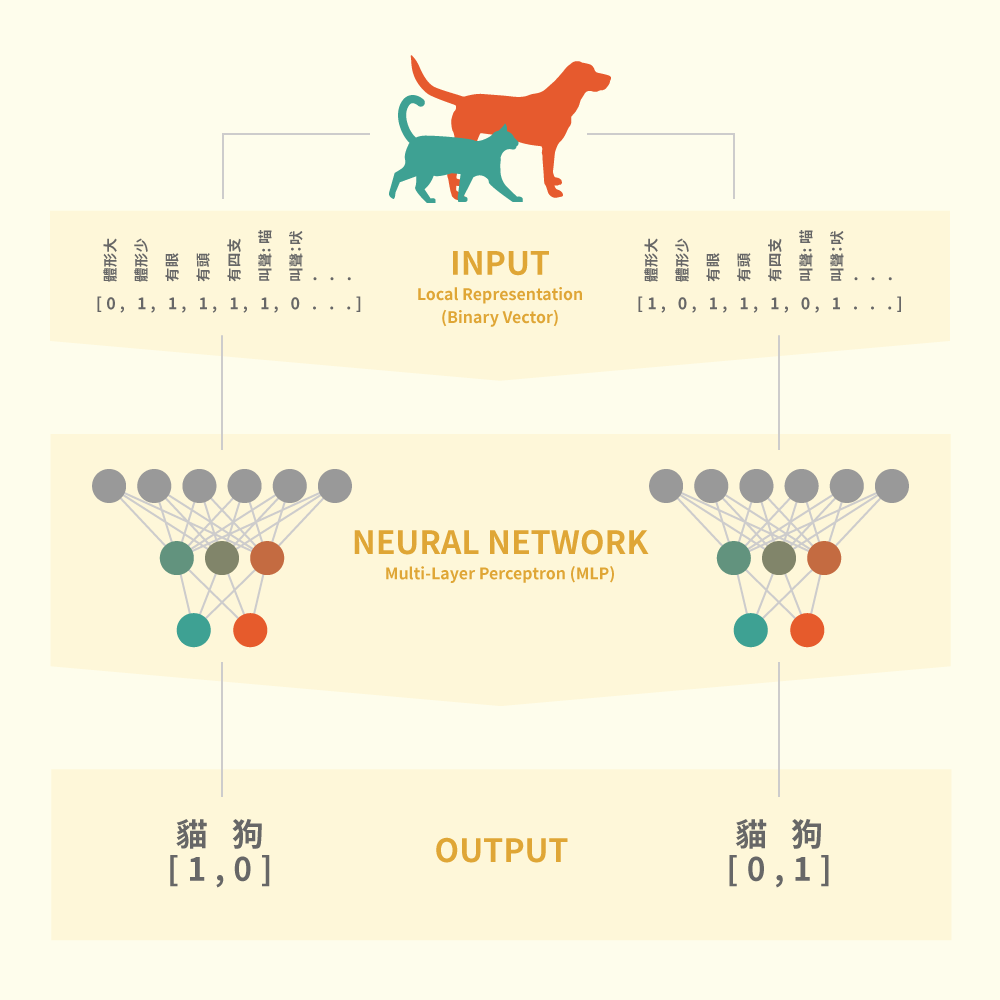 體形大
體形少
有眼
有頭
有四支
叫聲: 喵
叫聲:吠
. . .
[0, 1, 1, 1, 1, 1, 0 . . .]
INPUT
Local Representation
(Binary Vector)
體形大
體形少
有眼
有頭
有四支
叫聲: 喵
叫聲:吠
. . .
[1, 0, 1, 1, 1, 0, 1 . . .]
NEURAL NETWORK
Multi-Layer Perceptron (MLP)
貓 狗
[1,0]
OUTPUT
貓 狗
[0,1]